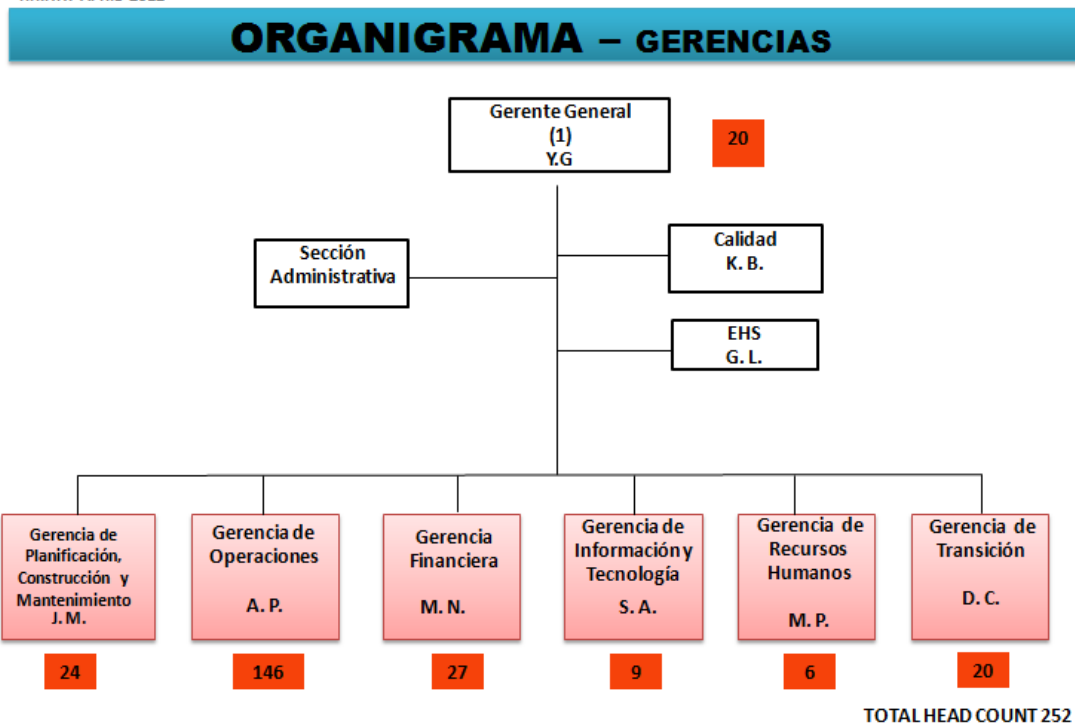 ORGANIGRAMA – GERENCIAS
Gerente General
(1)
Y.G
20
Sección
Administrativa
Calidad
K. B.
EHS
G. L.
Gerencia de
Planificación,
Construcción y
Mantenimiento
J. M.
24
Gerencia de
Operaciones
A. P.
146
Gerencia
Financiera
M. N.
27
Gerencia de
Información y
Tecnología
S. A.
9
Gerencia de
Recursos
Humanos
M. P.
6
Gerencia de
Transición
D. C.
20
TOTAL HEAD COUNT 252